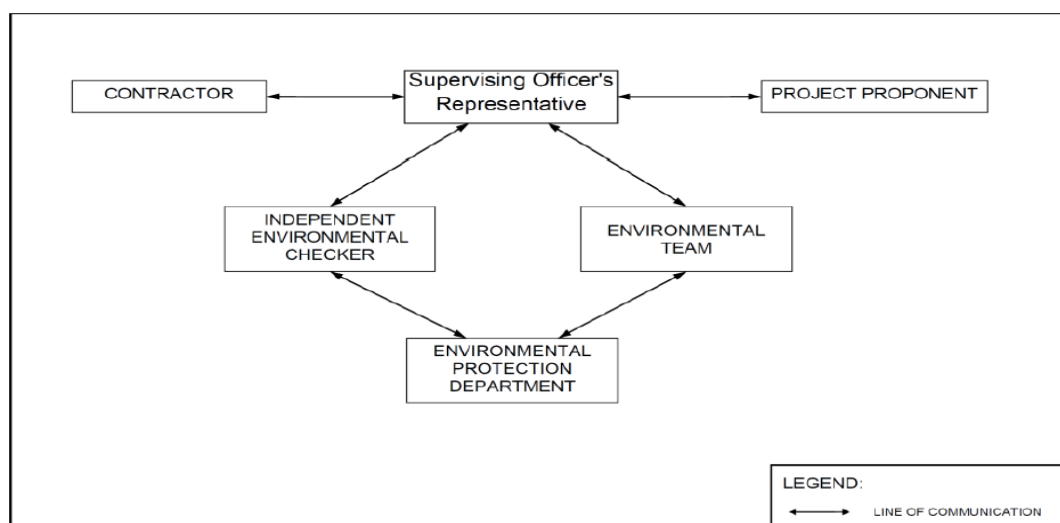 CONTRACTOR
Supervising Officer's
Representative
PROJECT PROPONENT
INDEPENDENT
ENVIRONMENTAL
CHECKER
ENVIRONMENTAL
TEAM
ENVIRONMENTAL
PROTECTION
DEPARTMENT
LEGEND:
LINE OF COMMUNICATION